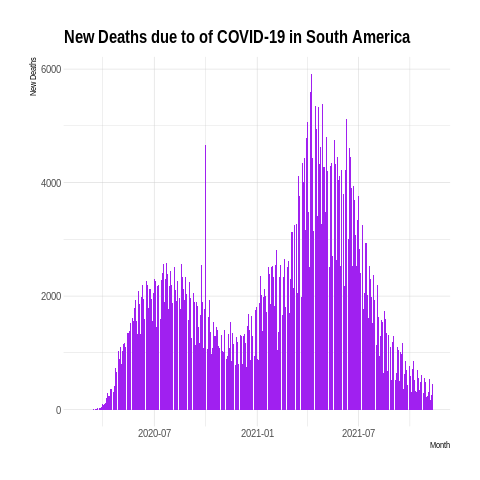 New Deaths due to of COVID-19 in South America
New Deaths
6000
4000
2000
0
2020-07
2021-01
2021-07
Month